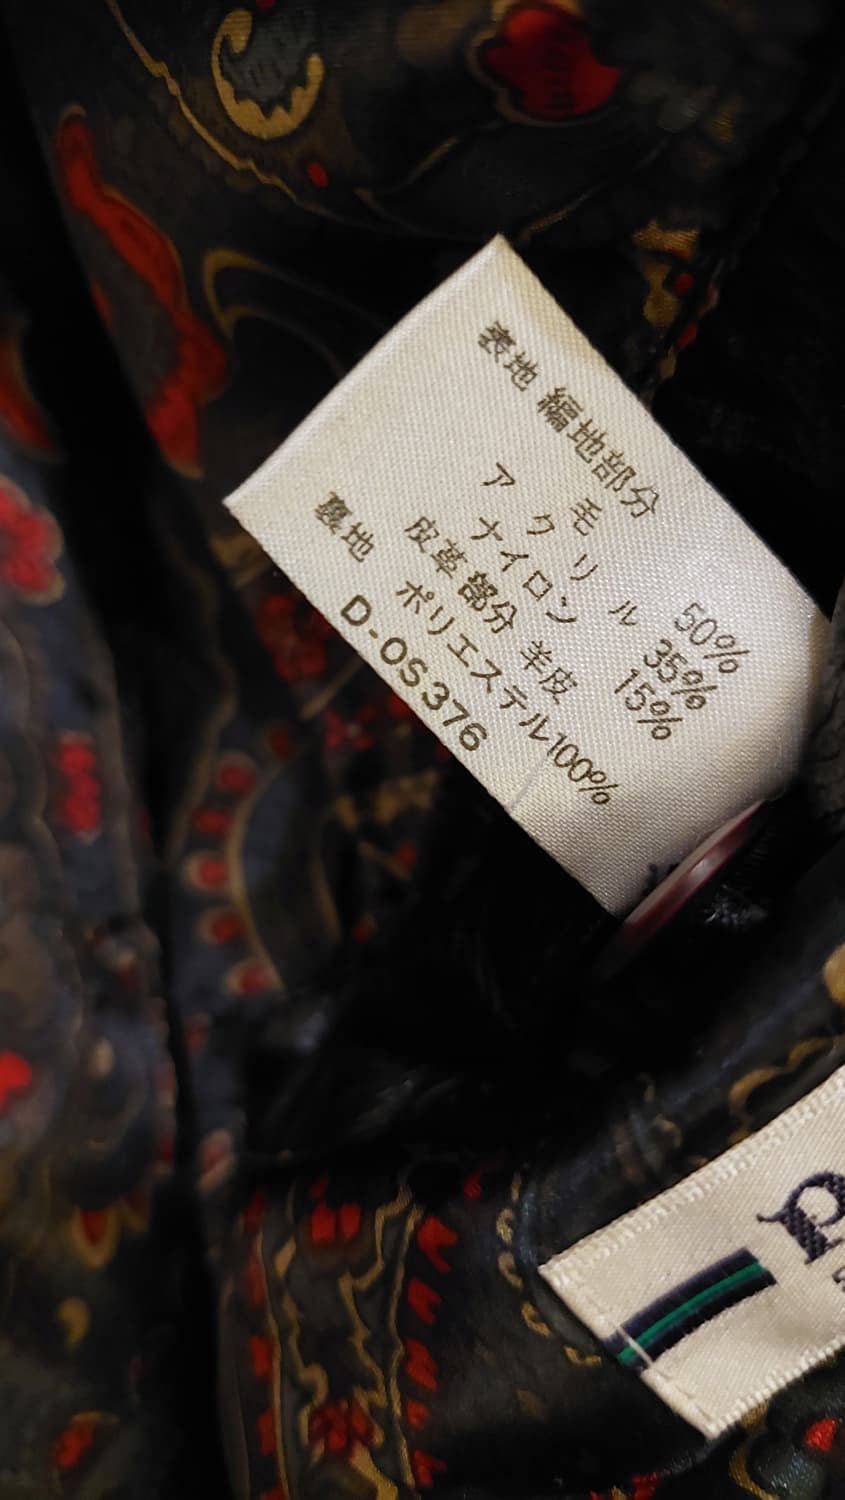 表地 編地部分
毛 50%
アクリル 35%
ナイロン 15%
皮革部分 羊皮
裏地 ポリエステル100%
D-OS376